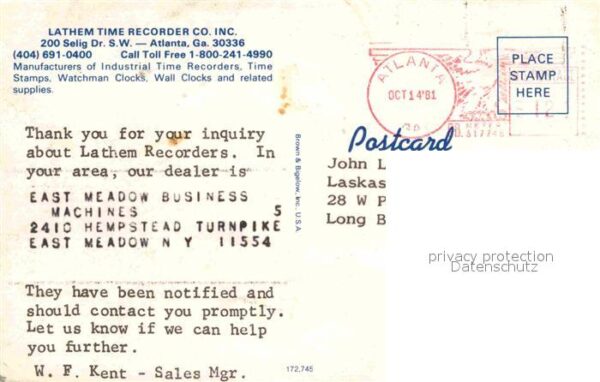 LATHEM TIME RECORDER CO. INC.
200 Selig Dr. S.W. — Atlanta, Ga. 30336
(404) 691-0400 Call Toll Free 1-800-241-4990
Manufacturers of Industrial Time Recorders, Time
Stamps, Watchman Clocks, Wall Clocks and related
supplies.
ATLANTA
OCT 14'81
GA
PLACE
STAMP
HERE
12
Postcard
Thank you for your inquiry
about Lathem Recorders. In
your area, our dealer is
EAST MEADOW BUSINESS
MACHINES 5
2410 HEMPSTEAD TURNPIKE
EAST MEADOW N Y 11554
They have been notified and
should contact you promptly.
Let us know if we can help
you further.
W. F. Kent - Sales Mgr.
Brown & Bigelow, Inc. U.S.A.
172,745
John L
Laskas
28 W P
Long B
privacy protection
Datenschutz